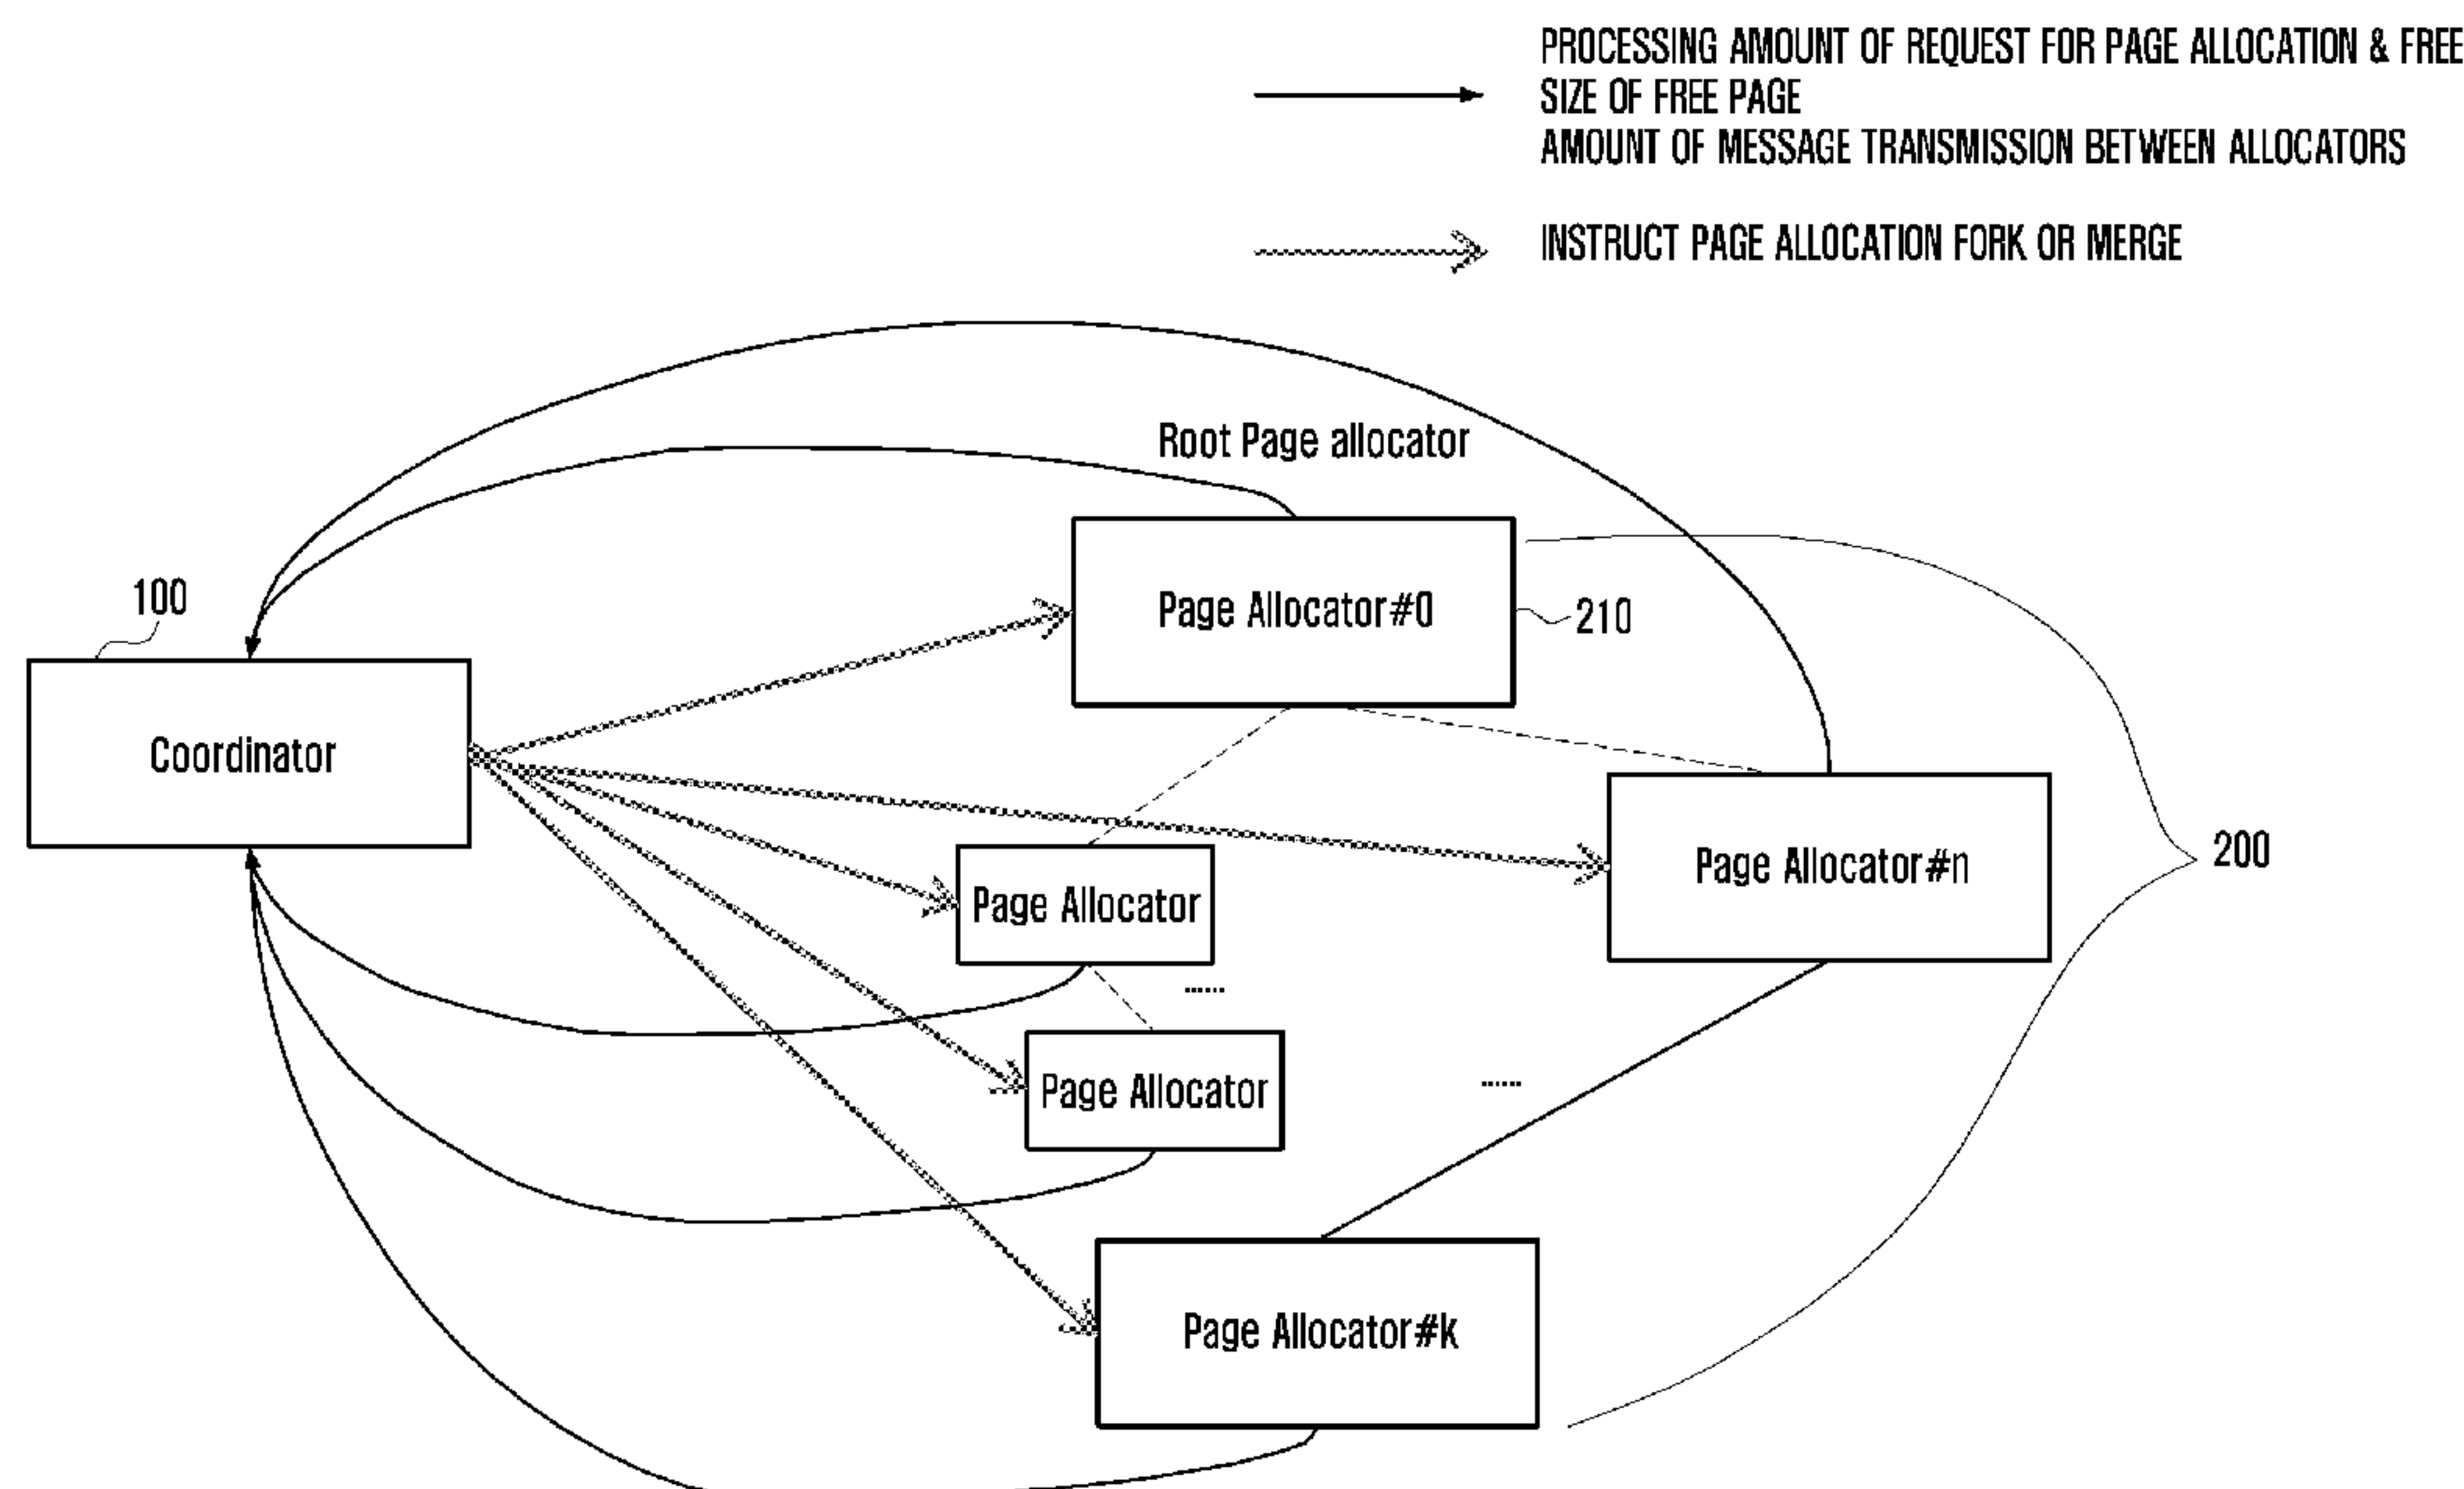 PROCESSING AMOUNT OF REQUEST FOR PAGE ALLOCATION & FREE
SIZE OF FREE PAGE
AMOUNT OF MESSAGE TRANSMISSION BETWEEN ALLOCATORS
INSTRUCT PAGE ALLOCATION FORK OR MERGE
Root Page allocator
100
Page Allocator#0
210
Coordinator
200
Page Allocator#n
Page Allocator
......
Page Allocator
......
Page Allocator#k